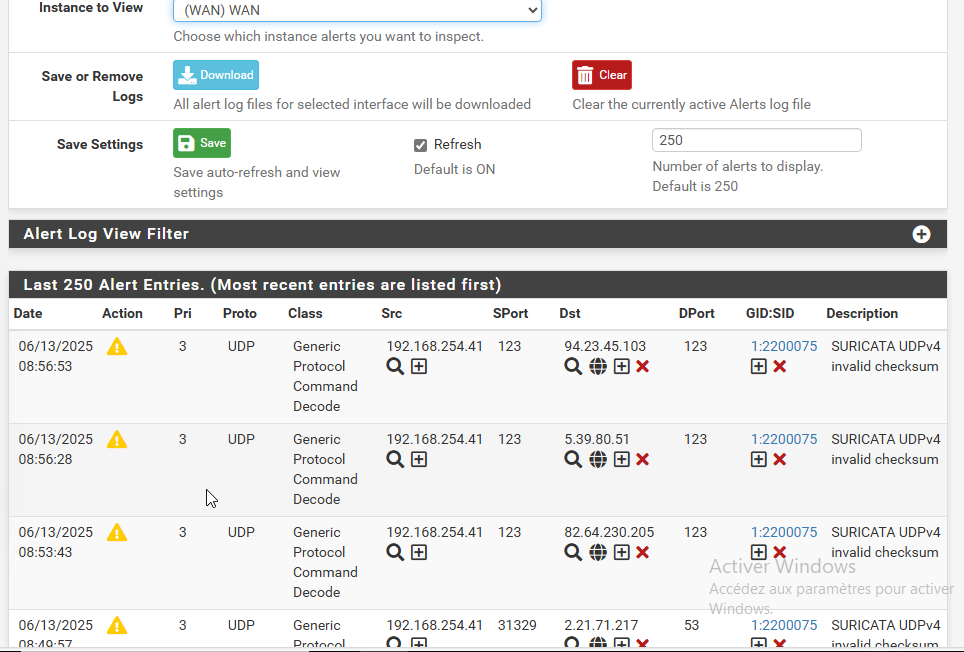 Instance to View (WAN) WAN
Choose which instance alerts you want to inspect.
Save or Remove Logs Download Clear
All alert log files for selected interface will be downloaded Clear the currently active Alerts log file
Save Settings Save Refresh 250
Save auto-refresh and view settings Default is ON Number of alerts to display. Default is 250
Alert Log View Filter
Last 250 Alert Entries. (Most recent entries are listed first)
Date Action Pri Proto Class Src SPort Dst DPort GID:SID Description
06/13/2025 3 UDP Generic 192.168.254.41 123 94.23.45.103 123 1:2200075 SURICATA UDPv4
08:56:53 Protocol invalid checksum
Command
Decode
06/13/2025 3 UDP Generic 192.168.254.41 123 5.39.80.51 123 1:2200075 SURICATA UDPv4
08:56:28 Protocol invalid checksum
Command
Decode
06/13/2025 3 UDP Generic 192.168.254.41 123 82.64.230.205 123 1:2200075 SURICATA UDPv4
08:53:43 Protocol invalid checksum
Command
Decode
Activer Windows
Accédez aux paramètres pour activer
Windows.
06/13/2025 3 UDP Generic 192.168.254.41 31329 2.21.71.217 53 1:2200075 SURICATA UDPv4
08:49:57 Protocol invalid checksum